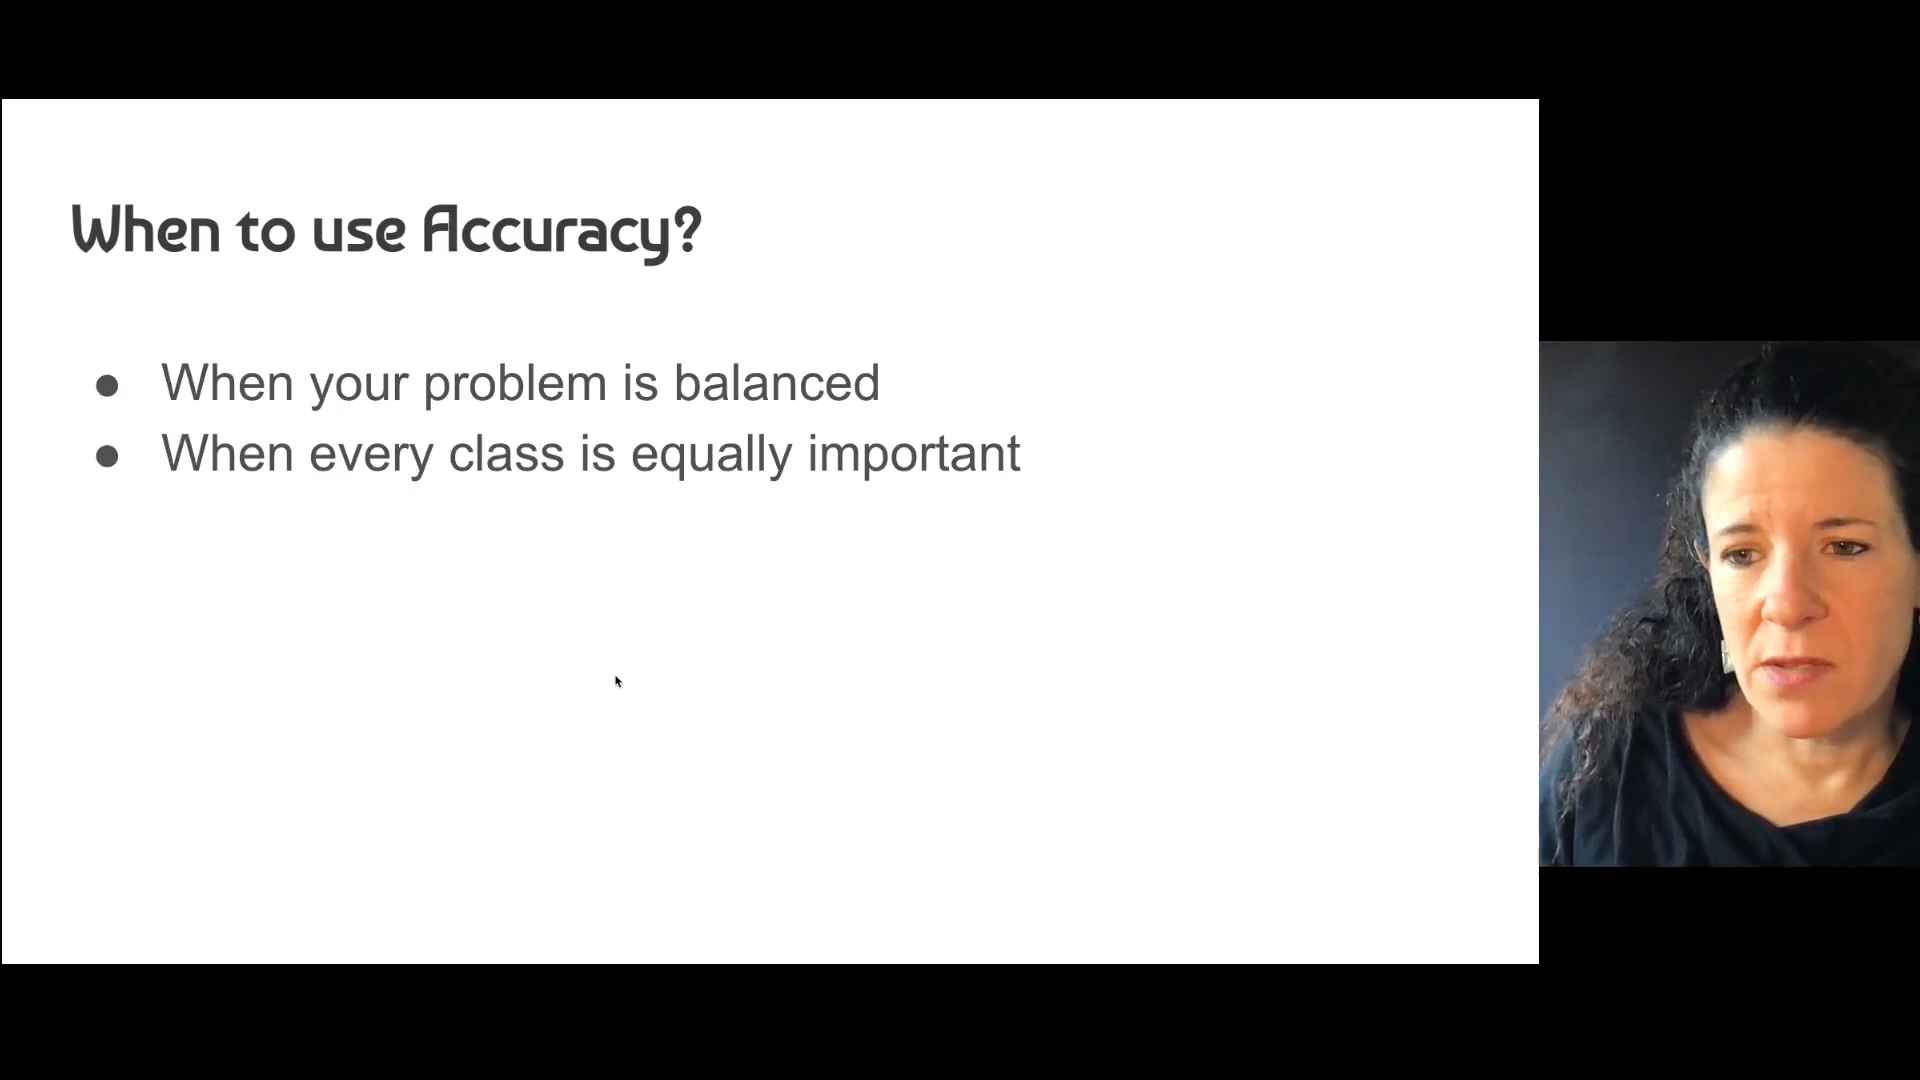 When to use Accuracy?
● When your problem is balanced
● When every class is equally important